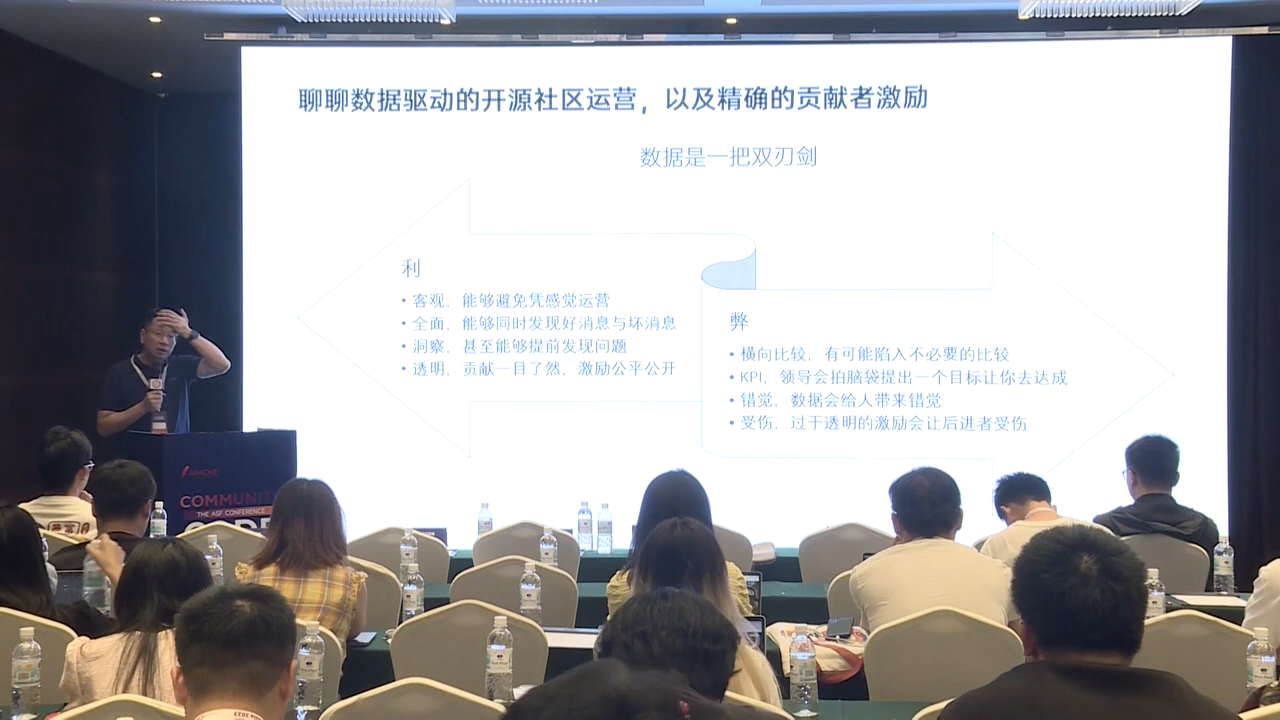 聊聊数据驱动的开源社区运营，以及精确的贡献者激励
数据是一把双刃剑
利
• 客观，能够避免凭感觉运营
• 全面，能够同时发现好消息与坏消息
• 洞察，甚至能够提前发现问题
• 透明，贡献一目了然，激励公平公开
弊
• 横向比较，有可能陷入不必要的比较
• KPI，领导会拍脑袋提出一个目标让你去达成
• 错觉，数据会给人带来错觉
• 受伤，过于透明的激励会让后进者受伤
APACHE
COMMUNIT
THE ASF CONFERENCE